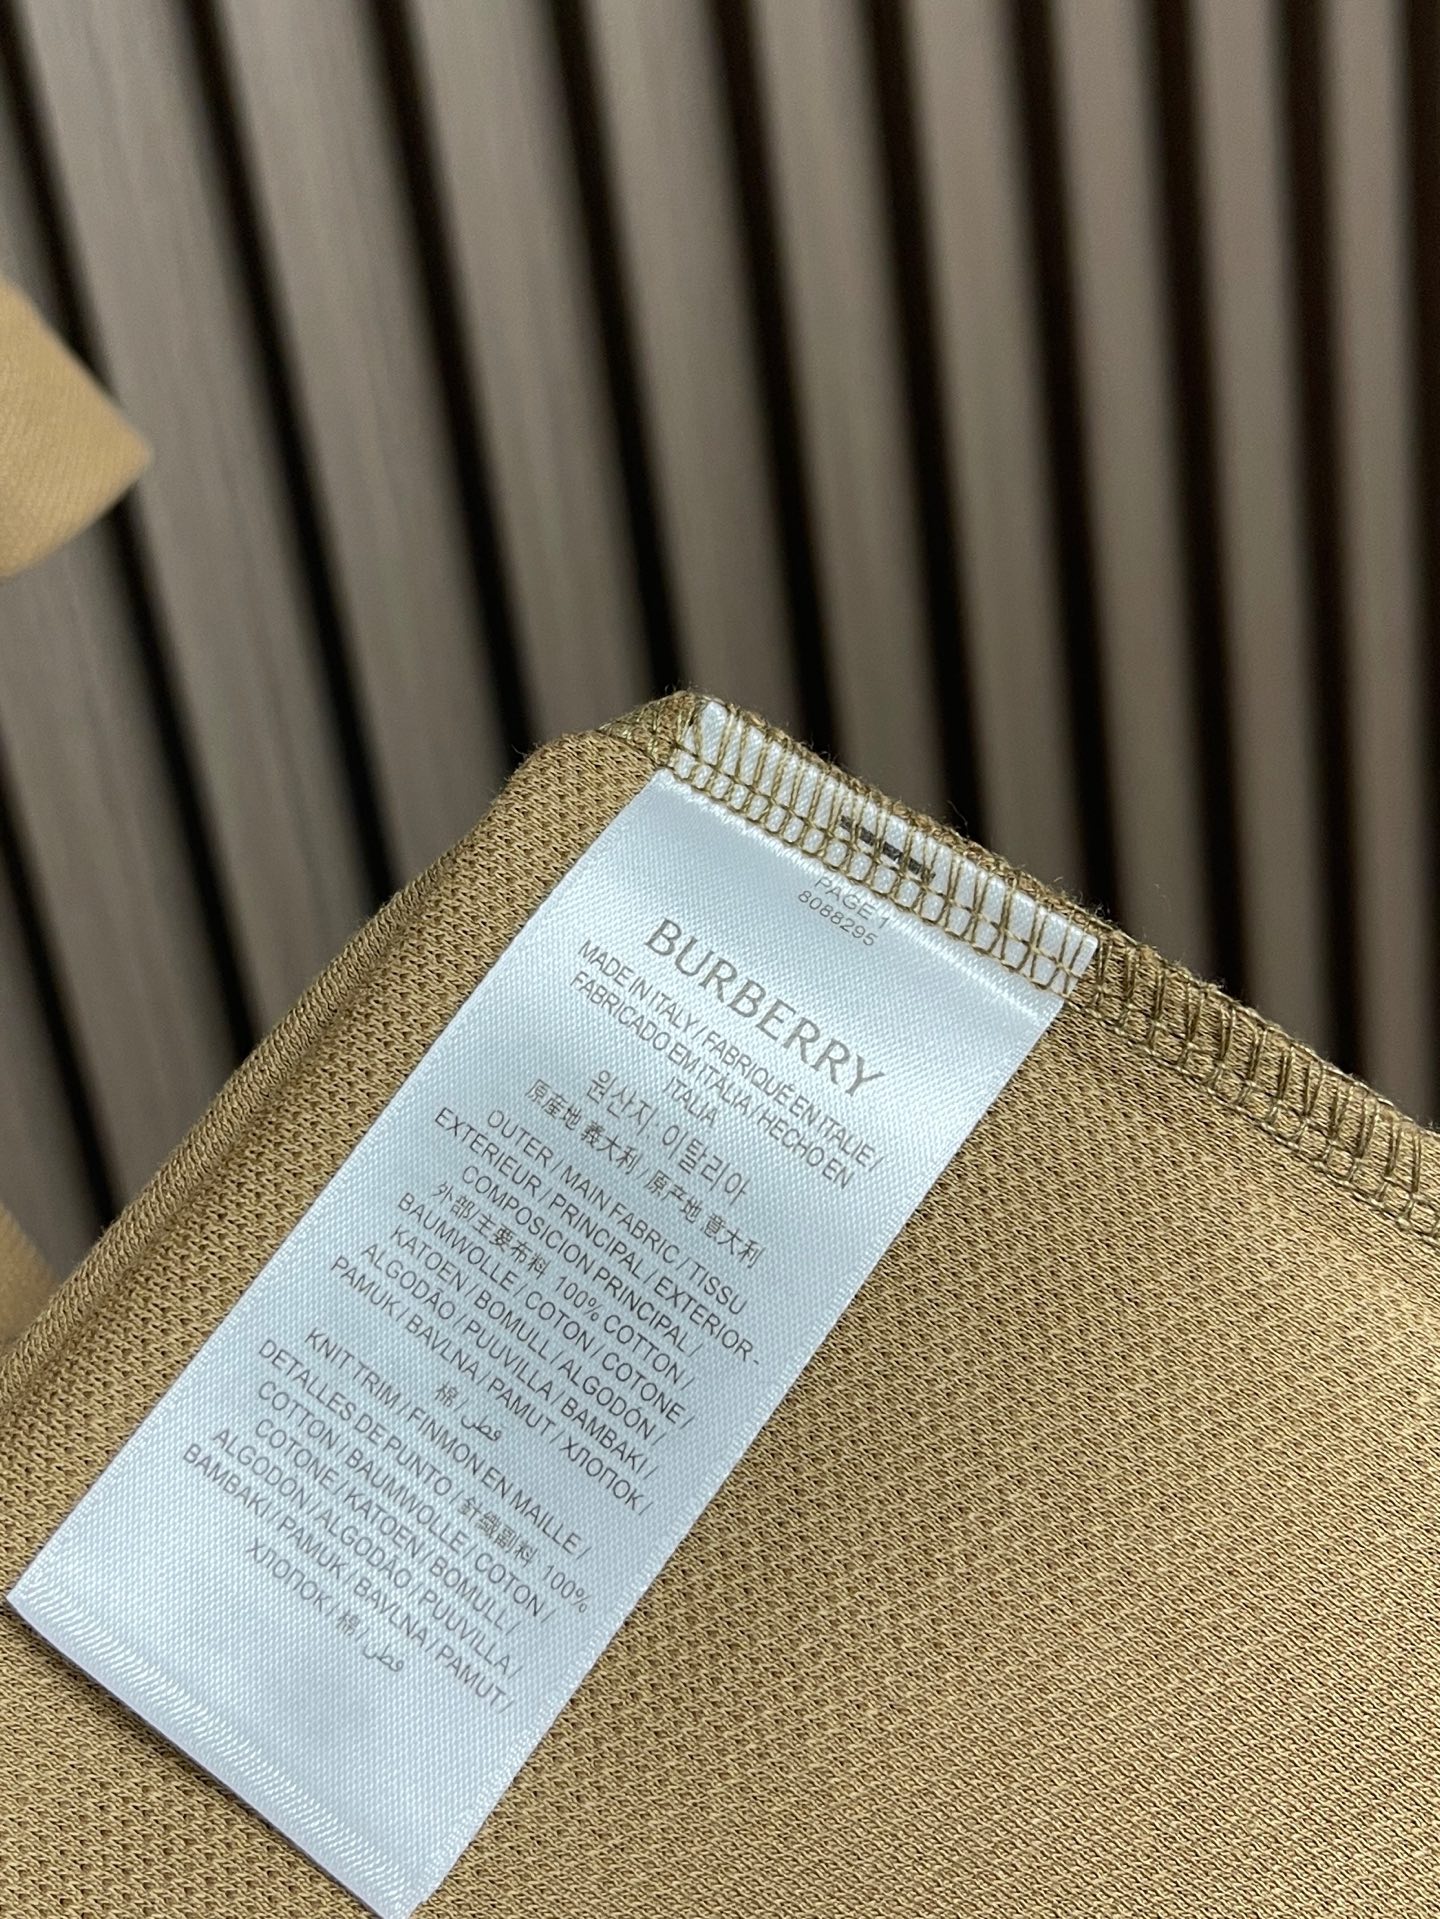 PAGE 1
8088295
BURBERRY
MADE IN ITALY / FABRIQUÉ EN ITALIE /
FABRICADO EM ITÁLIA / HECHO EN
ITALIA
원산지: 이탈리아
原産地 義大利 / 原产地 意大利
OUTER / MAIN FABRIC / TISSU
EXTERIEUR / PRINCIPAL / EXTERIOR -
COMPOSICION PRINCIPAL /
外部/主要布料 100% COTTON /
BAUMWOLLE / COTON / COTONE /
KATOEN / BOMULL / ALGODÓN /
ALGODÃO / PUUVILLA / BAMBAKI /
PAMUK / BAVLNA / PAMUT / ХЛОПОК /
棉 / قطن
KNIT TRIM / FINMON EN MAILLE /
DETALLES DE PUNTO / 針織副料 100%
COTTON / BAUMWOLLE / COTON /
COTONE / KATOEN / BOMULL /
ALGODÓN / ALGODÃO / PUUVILLA /
BAMBAKI / PAMUK / BAVLNA / PAMUT /
ХЛОПОК / 棉 / قطن